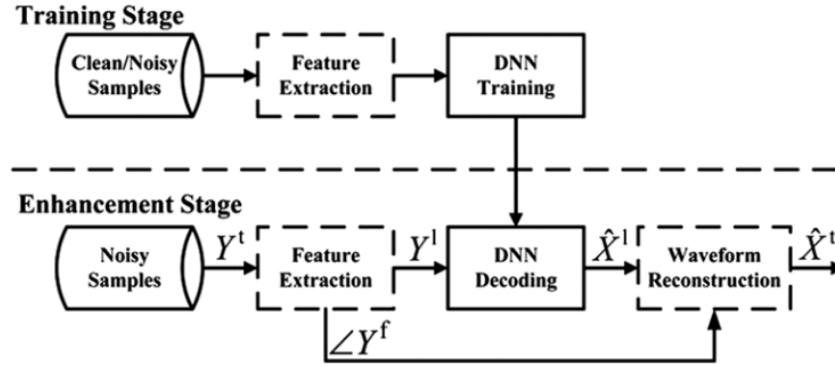 Training Stage
Clean/Noisy
Samples
Feature
Extraction
DNN
Training
Enhancement Stage
Noisy
Samples
Yᵗ
Feature
Extraction
Yˡ
DNN
Decoding
X̂ˡ
Waveform
Reconstruction
X̂ᵗ
∠Yᶠ